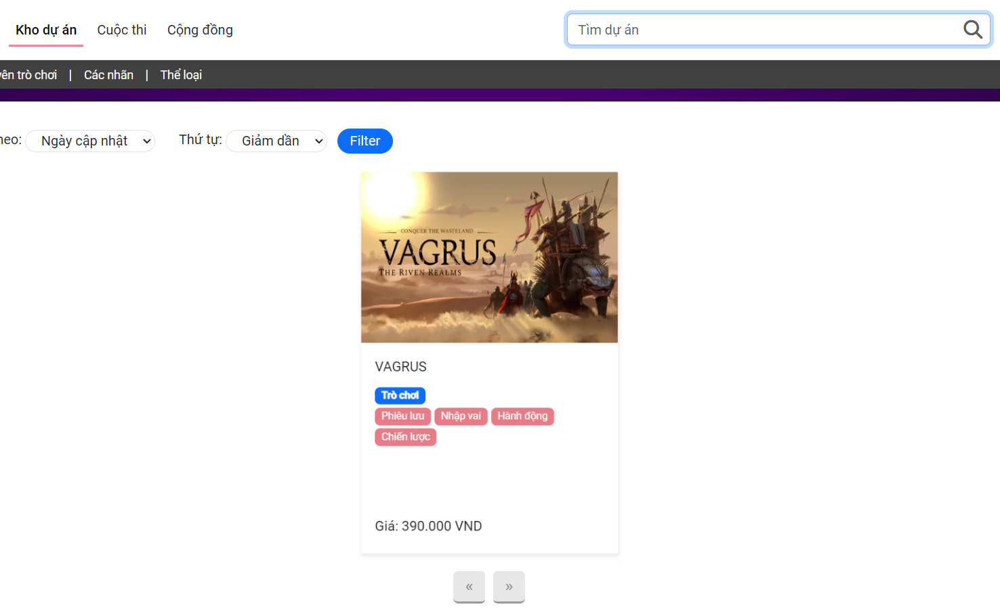 Kho dự án Cuộc thi Cộng đồng Tìm dự án
trò chơi | Các nhãn | Thể loại
Ngày cập nhật Thứ tự: Giảm dần Filter
CONQUER THE WASTELAND
VAGRUS
THE RIVEN REALMS
VAGRUS
Trò chơi
Phiêu lưu Nhập vai Hành động
Chiến lược
Giá: 390.000 VND
« »